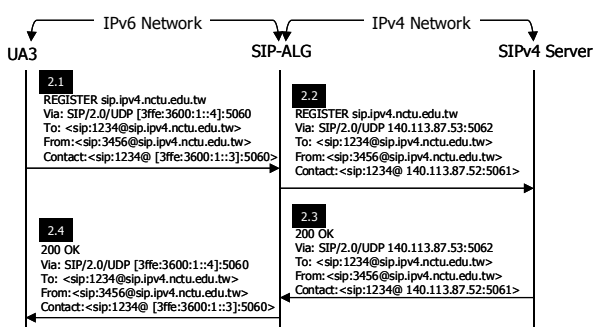 IPv6 Network
IPv4 Network
UA3
SIP-ALG
SIPv4 Server
2.1
REGISTER sip.ipv4.nctu.edu.tw
Via: SIP/2.0/UDP [3ffe:3600:1::4]:5060
To: <sip:1234@sip.ipv4.nctu.edu.tw>
From:<sip:3456@sip.ipv4.nctu.edu.tw>
Contact:<sip:1234@ [3ffe:3600:1::3]:5060>
2.2
REGISTER sip.ipv4.nctu.edu.tw
Via: SIP/2.0/UDP 140.113.87.53:5062
To: <sip:1234@sip.ipv4.nctu.edu.tw>
From:<sip:3456@sip.ipv4.nctu.edu.tw>
Contact:<sip:1234@ 140.113.87.52:5061>
2.3
200 OK
Via: SIP/2.0/UDP 140.113.87.53:5062
To: <sip:1234@sip.ipv4.nctu.edu.tw>
From:<sip:3456@sip.ipv4.nctu.edu.tw>
Contact:<sip:1234@ 140.113.87.52:5061>
2.4
200 OK
Via: SIP/2.0/UDP [3ffe:3600:1::4]:5060
To: <sip:1234@sip.ipv4.nctu.edu.tw>
From:<sip:3456@sip.ipv4.nctu.edu.tw>
Contact:<sip:1234@ [3ffe:3600:1::3]:5060>